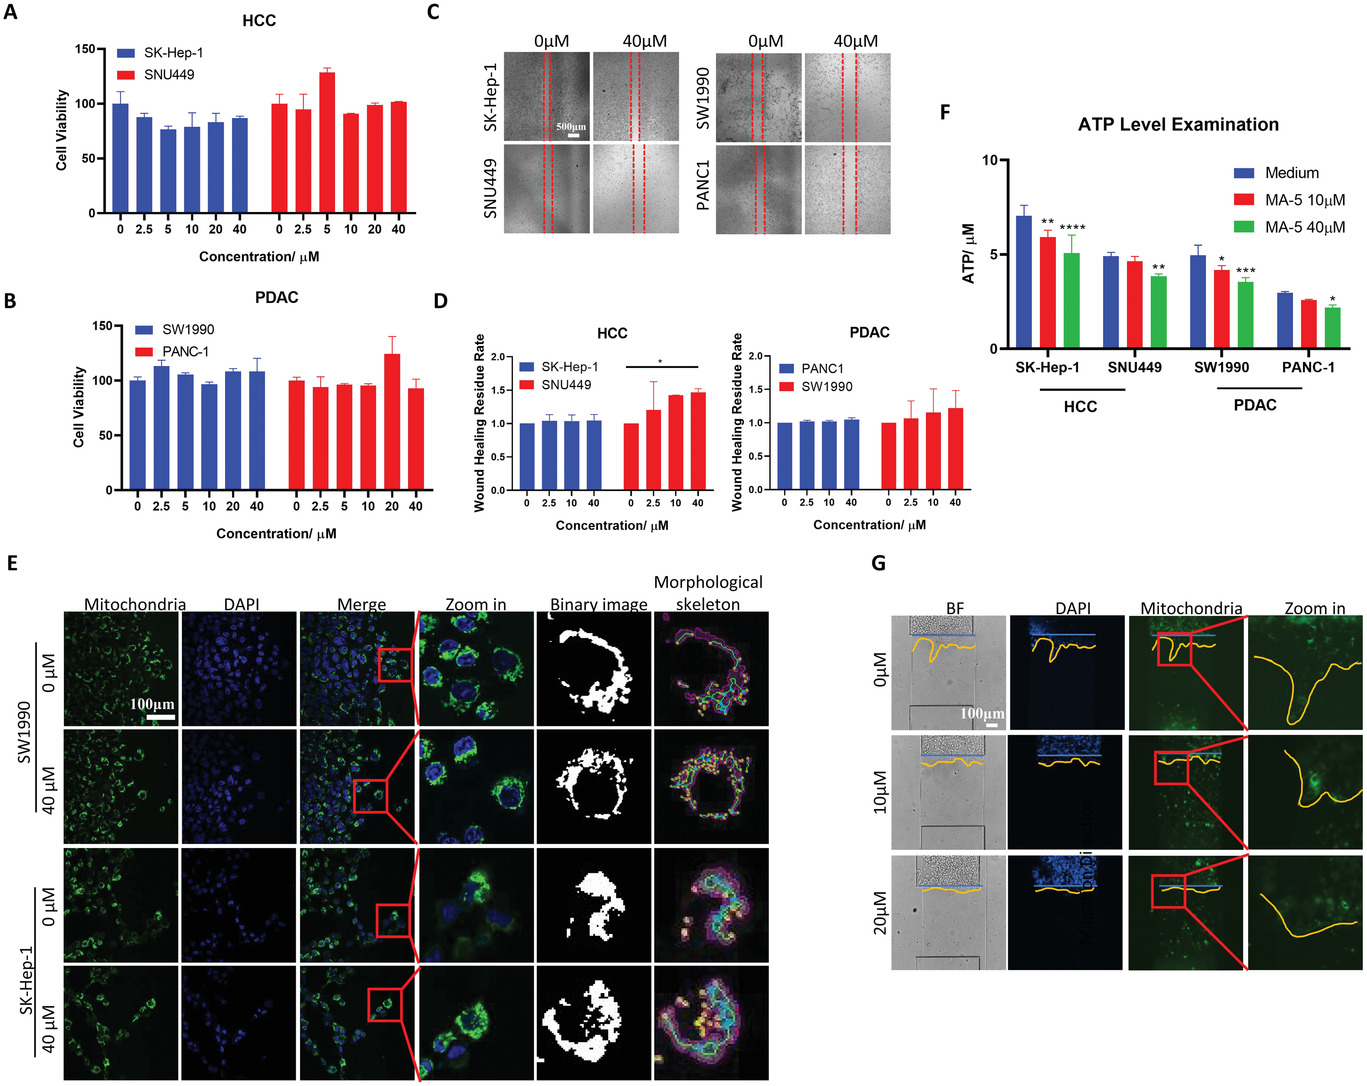 A
HCC
SK-Hep-1
SNU449
Cell Viability
150
100
50
0
0 2.5 5 10 20 40 0 2.5 5 10 20 40
Concentration/ μM
B
PDAC
SW1990
PANC-1
Cell Viability
150
100
50
0
0 2.5 5 10 20 40 0 2.5 5 10 20 40
Concentration/ μM
C
0μM 40μM 0μM 40μM
SK-Hep-1
500μm
SNU449
SW1990
PANC1
D
HCC
SK-Hep-1
SNU449
*
Wound Healing Residue Rate
2.0
1.5
1.0
0.5
0.0
0 2.5 10 40 0 2.5 10 40
Concentration/ μM
PDAC
PANC1
SW1990
Wound Healing Residue Rate
2.0
1.5
1.0
0.5
0.0
0 2.5 10 40 0 2.5 10 40
Concentration/ μM
F
ATP Level Examination
Medium
MA-5 10μM
MA-5 40μM
ATP/ μM
10
5
0
** **** ** * *** *
SK-Hep-1 SNU449 SW1990 PANC-1
HCC PDAC
E
Mitochondria DAPI Merge Zoom in Binary image Morphological skeleton
SW1990
0 μM
100μm
40 μM
SK-Hep-1
0 μM
40 μM
G
BF DAPI Mitochondria Zoom in
0μM
100μm
10μM
20μM